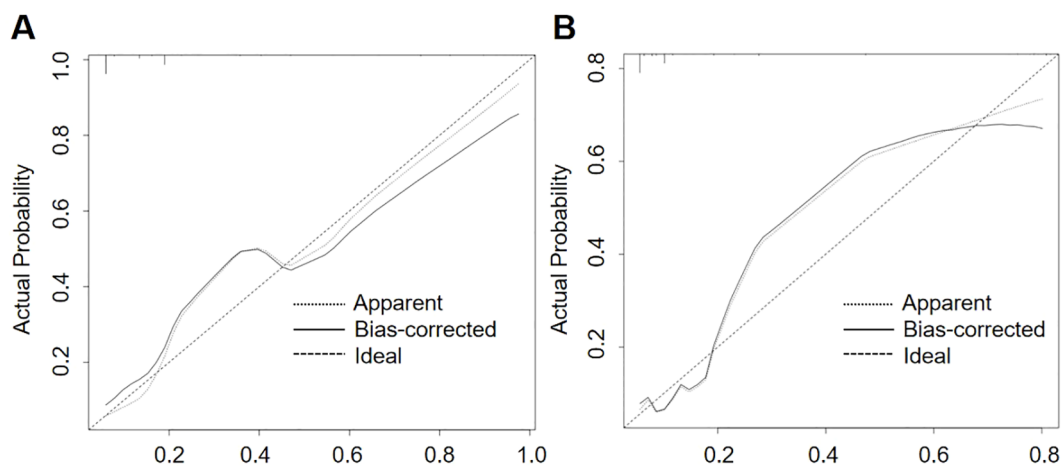 A
Actual Probability
1.0
0.8
0.6
0.4
0.2
Apparent
Bias-corrected
Ideal
0.2 0.4 0.6 0.8 1.0
B
Actual Probability
0.8
0.6
0.4
0.2
Apparent
Bias-corrected
Ideal
0.2 0.4 0.6 0.8